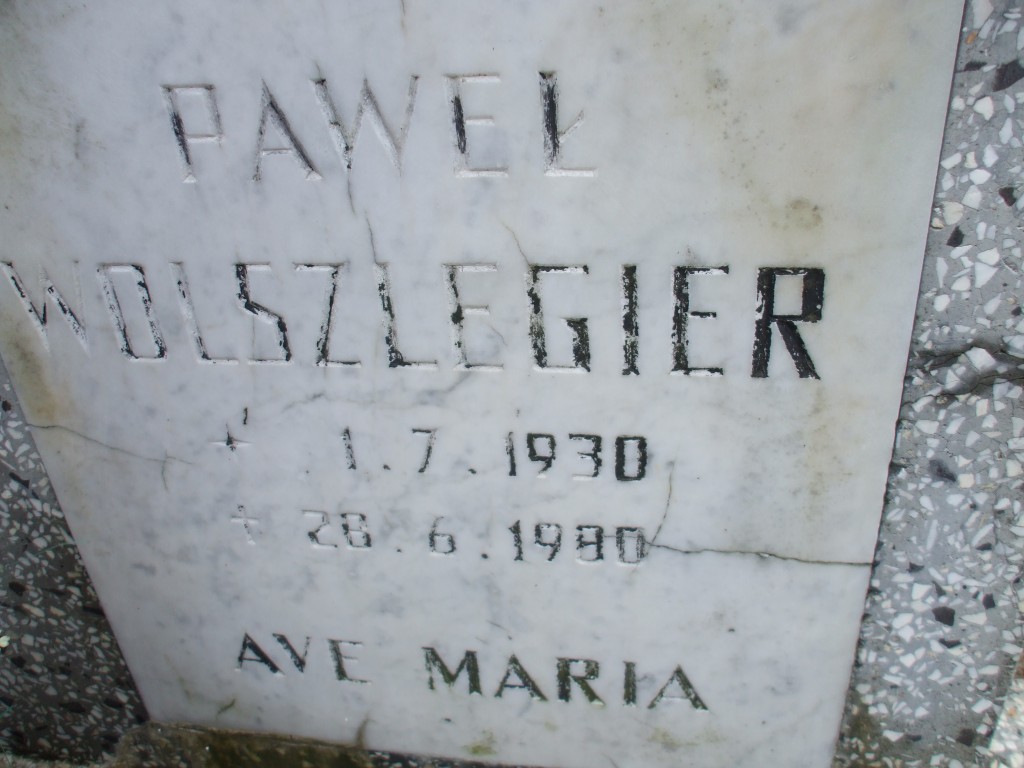 PAWEŁ
WOLSZLEGIER
* 1.7.1930
† 28.6.1980
AVE MARIA